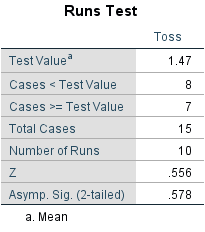 Runs Test
Toss
Test Valueᵃ 1.47
Cases < Test Value 8
Cases >= Test Value 7
Total Cases 15
Number of Runs 10
Z .556
Asymp. Sig. (2-tailed) .578
a. Mean